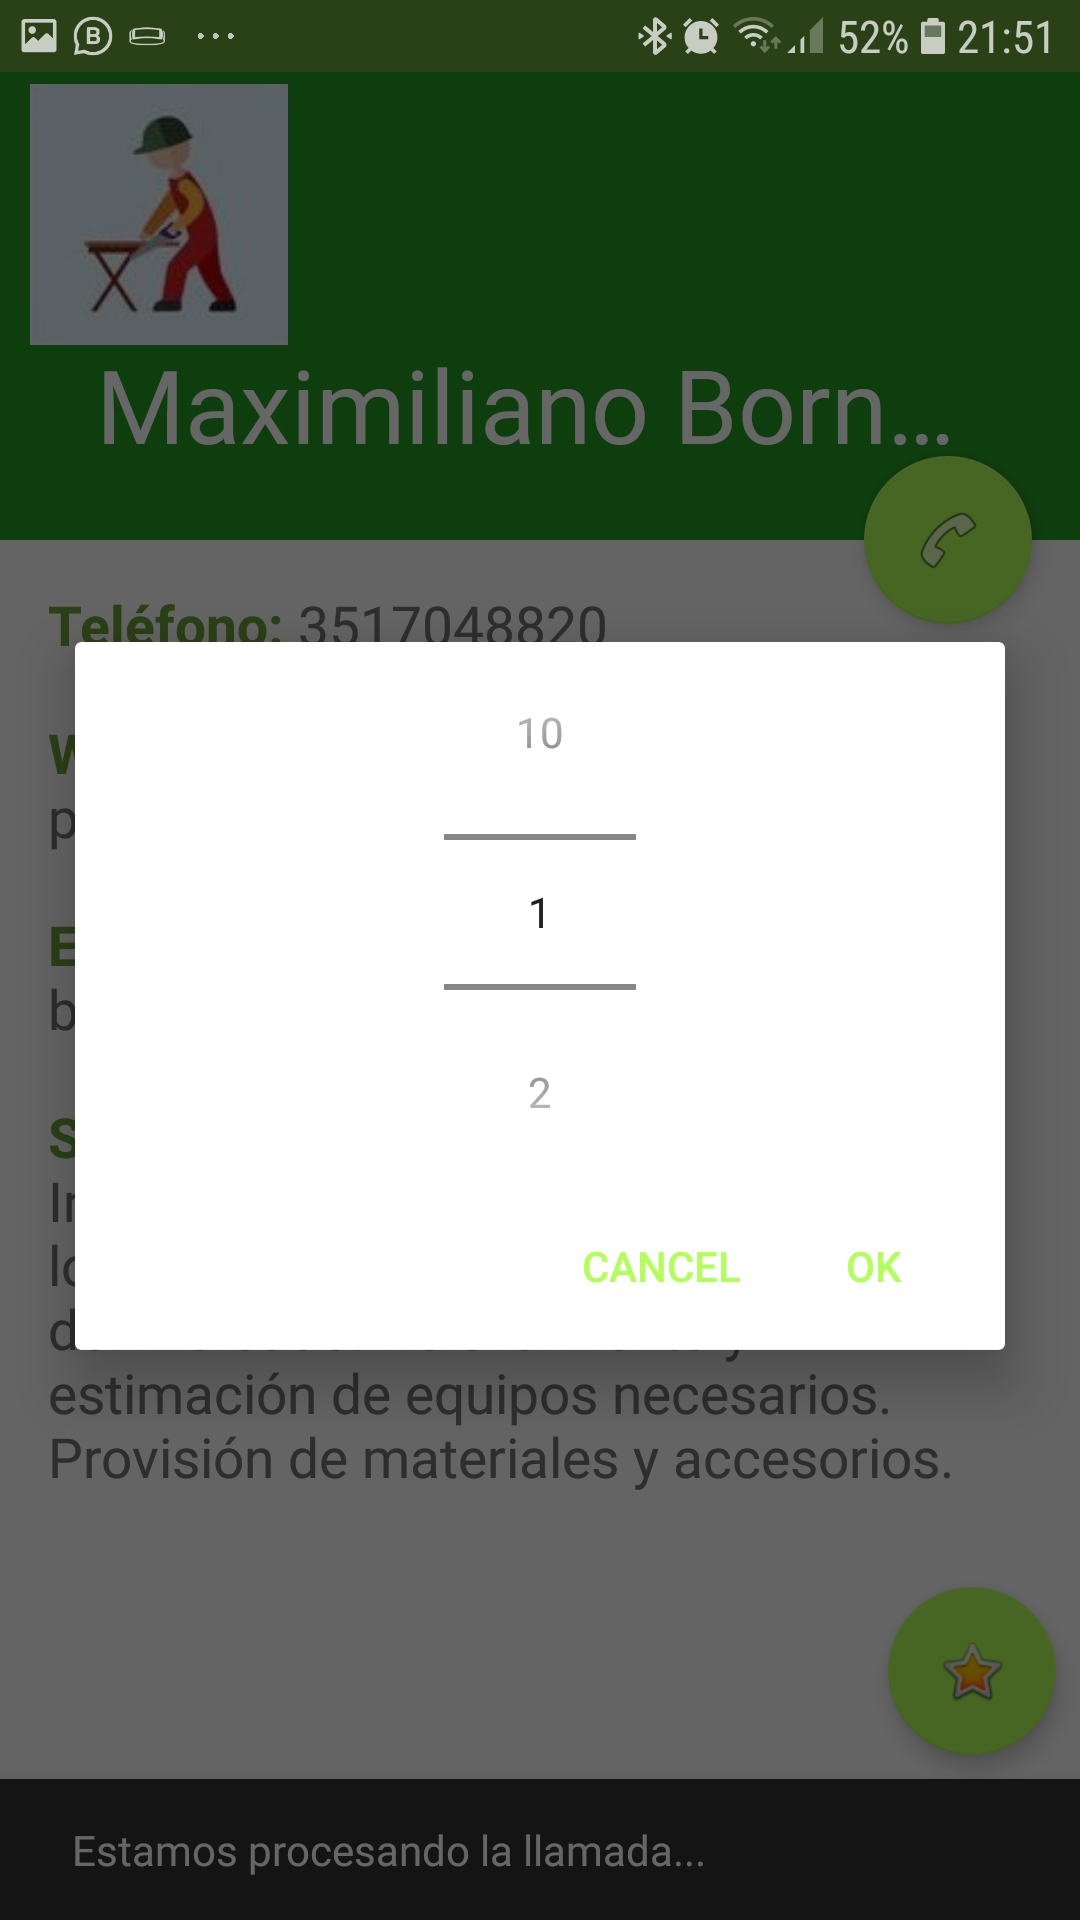 52% 21:51
Maximiliano Born...
Teléfono: 3517048820
10
1
2
CANCEL OK
estimación de equipos necesarios.
Provisión de materiales y accesorios.
Estamos procesando la llamada...